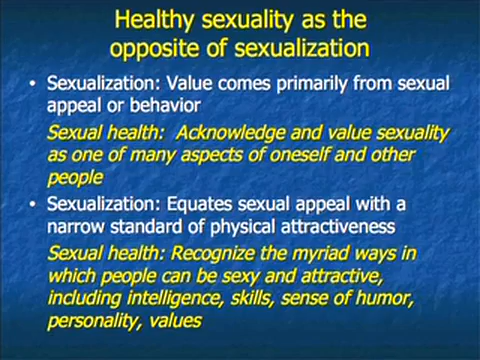 Healthy sexuality as the
opposite of sexualization
• Sexualization: Value comes primarily from sexual
appeal or behavior
Sexual health:  Acknowledge and value sexuality
as one of many aspects of oneself and other
people
• Sexualization: Equates sexual appeal with a
narrow standard of physical attractiveness
Sexual health: Recognize the myriad ways in
which people can be sexy and attractive,
including intelligence, skills, sense of humor,
personality, values